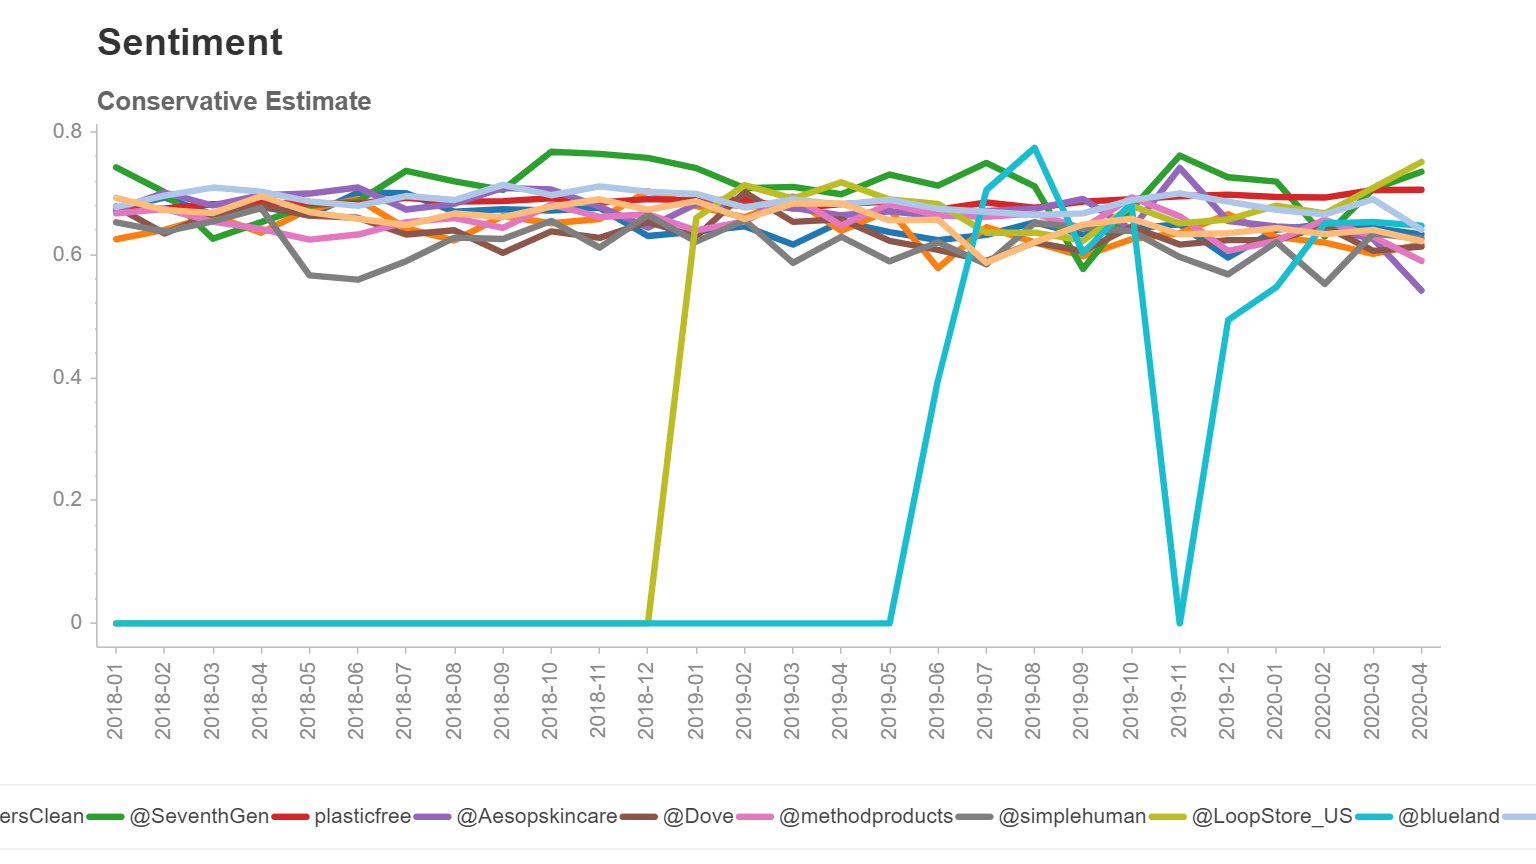 Sentiment
Conservative Estimate
0.8
0.6
0.4
0.2
0
2018-01 2018-02 2018-03 2018-04 2018-05 2018-06 2018-07 2018-08 2018-09 2018-10 2018-11 2018-12 2019-01 2019-02 2019-03 2019-04 2019-05 2019-06 2019-07 2019-08 2019-09 2019-10 2019-11 2019-12 2020-01 2020-02 2020-03 2020-04
ersClean @SeventhGen plasticfree @Aesopskincare @Dove @methodproducts @simplehuman @LoopStore_US @blueland